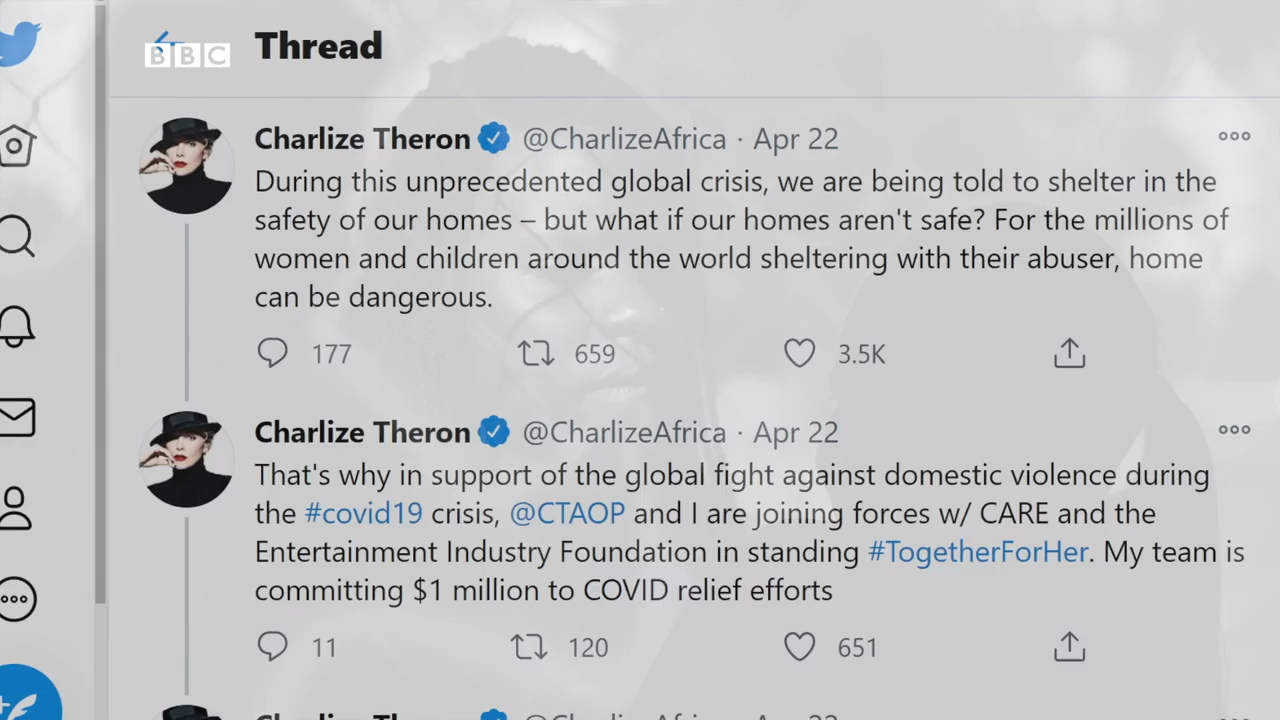 BBC
Thread
Charlize Theron @CharlizeAfrica · Apr 22
During this unprecedented global crisis, we are being told to shelter in the
safety of our homes – but what if our homes aren't safe? For the millions of
women and children around the world sheltering with their abuser, home
can be dangerous.
177 659 3.5K
Charlize Theron @CharlizeAfrica · Apr 22
That's why in support of the global fight against domestic violence during
the #covid19 crisis, @CTAOP and I are joining forces w/ CARE and the
Entertainment Industry Foundation in standing #TogetherForHer. My team is
committing $1 million to COVID relief efforts
11 120 651
Charlize Theron @CharlizeAfrica · Apr 22